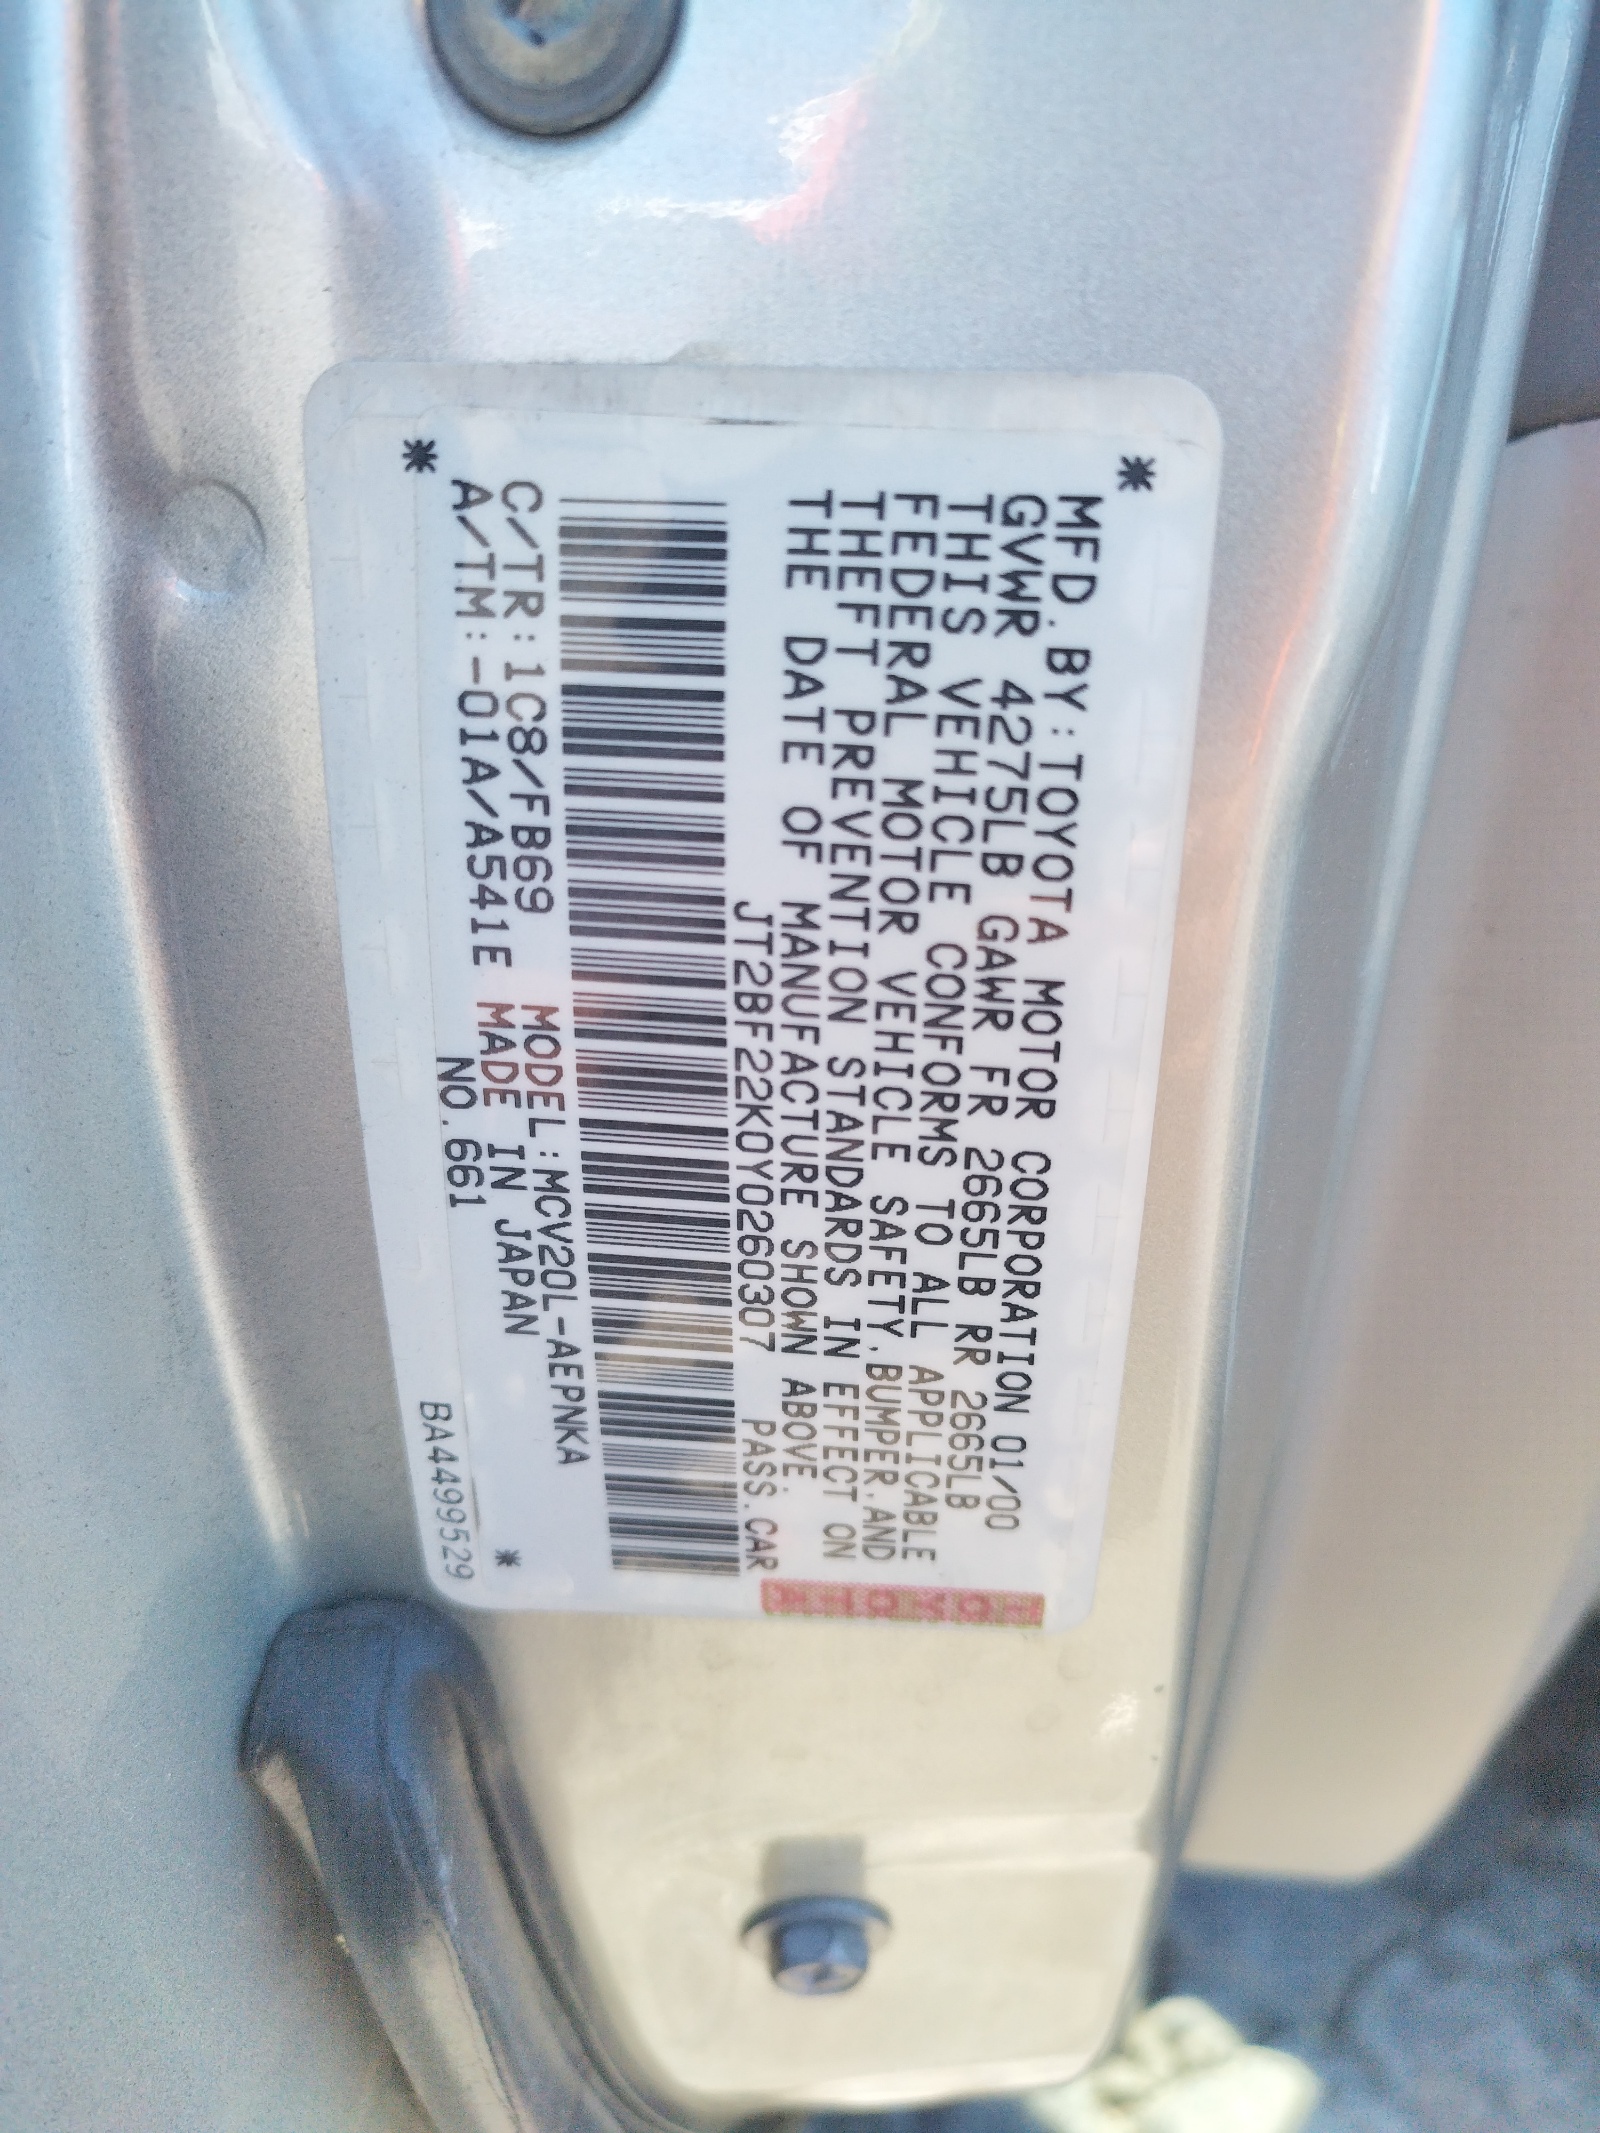 MFD.BY:TOYOTA MOTOR CORPORATION 01/00
GVWR 4275LB GAWR FR 2665LB RR 2665LB
THIS VEHICLE CONFORMS TO ALL APPLICABLE
FEDERAL MOTOR VEHICLE SAFETY,BUMPER,AND
THEFT PREVENTION STANDARDS IN EFFECT ON
THE DATE OF MANUFACTURE SHOWN ABOVE.
JT2BF22K0Y0260307 PASS.CAR
C/TR:1C8/FB69 MODEL:MCV20L-AEPNKA
A/TM:-01A/A541E MADE IN JAPAN
NO.661
BA4499529
TOYOTA